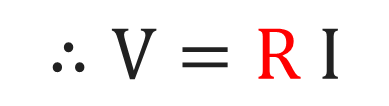 ∴ V = R I